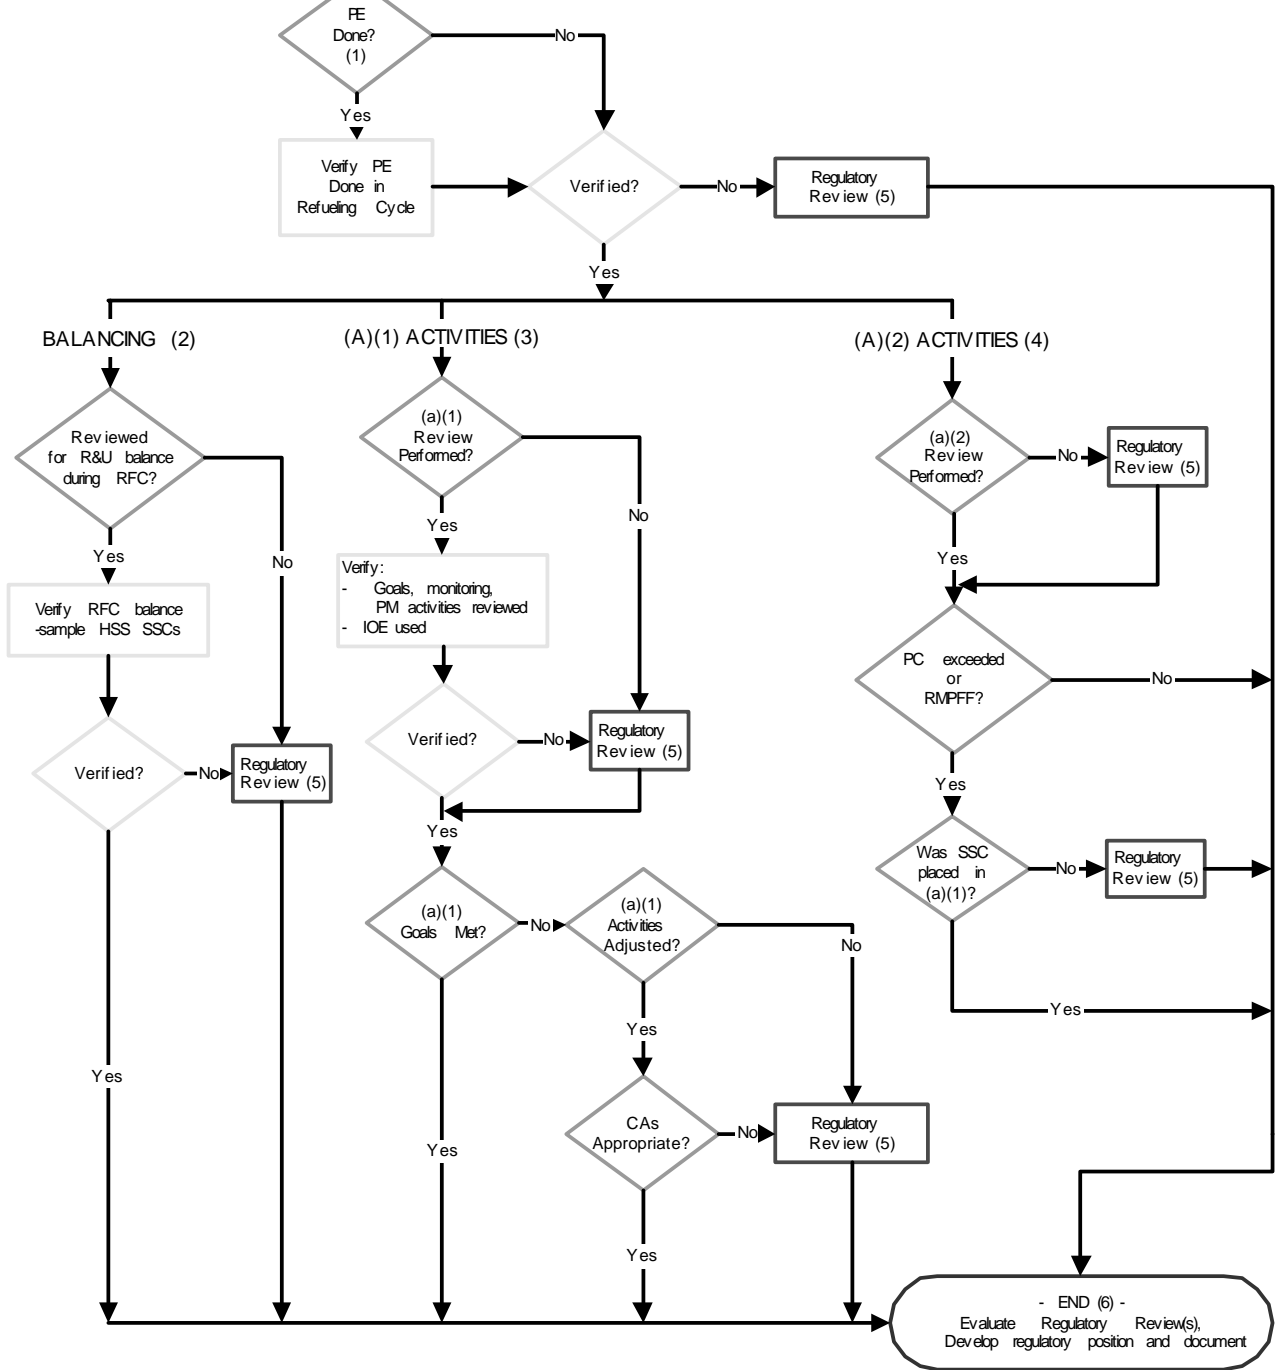 PE
Done?
(1)
No
Yes
Verify PE
Done in
Refueling Cycle
Verified?
No
Regulatory
Review (5)
Yes
BALANCING (2)
(A)(1) ACTIVITIES (3)
(A)(2) ACTIVITIES (4)
Reviewed
for R&U balance
during RFC?
No
Yes
Verify RFC balance
-sample HSS SSCs
Verified?
No
Regulatory
Review (5)
Yes
(a)(1)
Review
Performed?
No
Yes
Verify:
- Goals, monitoring,
PM activities reviewed
- IOE used
Verified?
No
Regulatory
Review (5)
Yes
(a)(1)
Goals Met?
No
(a)(1)
Activities
Adjusted?
No
Yes
Yes
CAs
Appropriate?
No
Regulatory
Review (5)
Yes
(a)(2)
Review
Performed?
No
Regulatory
Review (5)
Yes
PC exceeded
or
RMPFF?
No
Yes
Was SSC
placed in
(a)(1)?
No
Regulatory
Review (5)
Yes
- END (6) -
Evaluate Regulatory Review(s),
Develop regulatory position and document